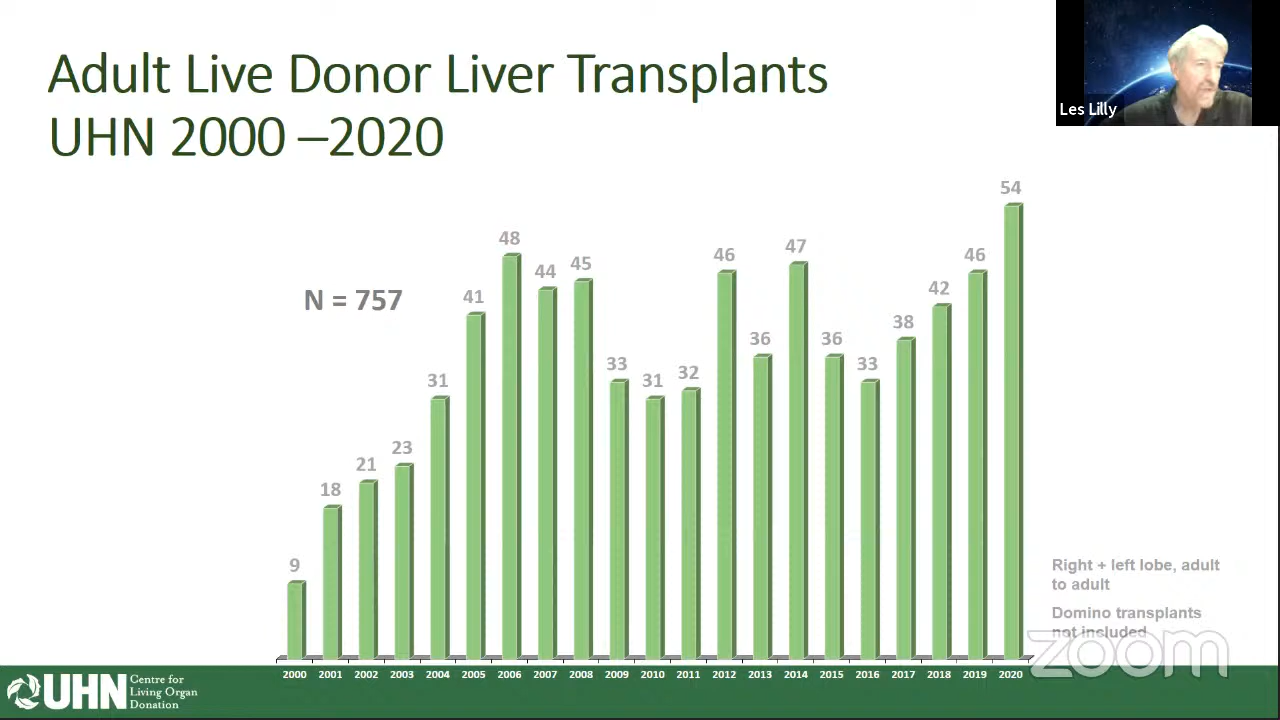 Adult Live Donor Liver Transplants
UHN 2000 –2020
Les Lilly
N = 757
9
18
21
23
31
41
48
44
45
33
31
32
46
36
47
36
33
38
42
46
54
Right + left lobe, adult
to adult
Domino transplants
not included
zoom
2000 2001 2002 2003 2004 2005 2006 2007 2008 2009 2010 2011 2012 2013 2014 2015 2016 2017 2018 2019 2020
UHN
Centre for
Living Organ
Donation